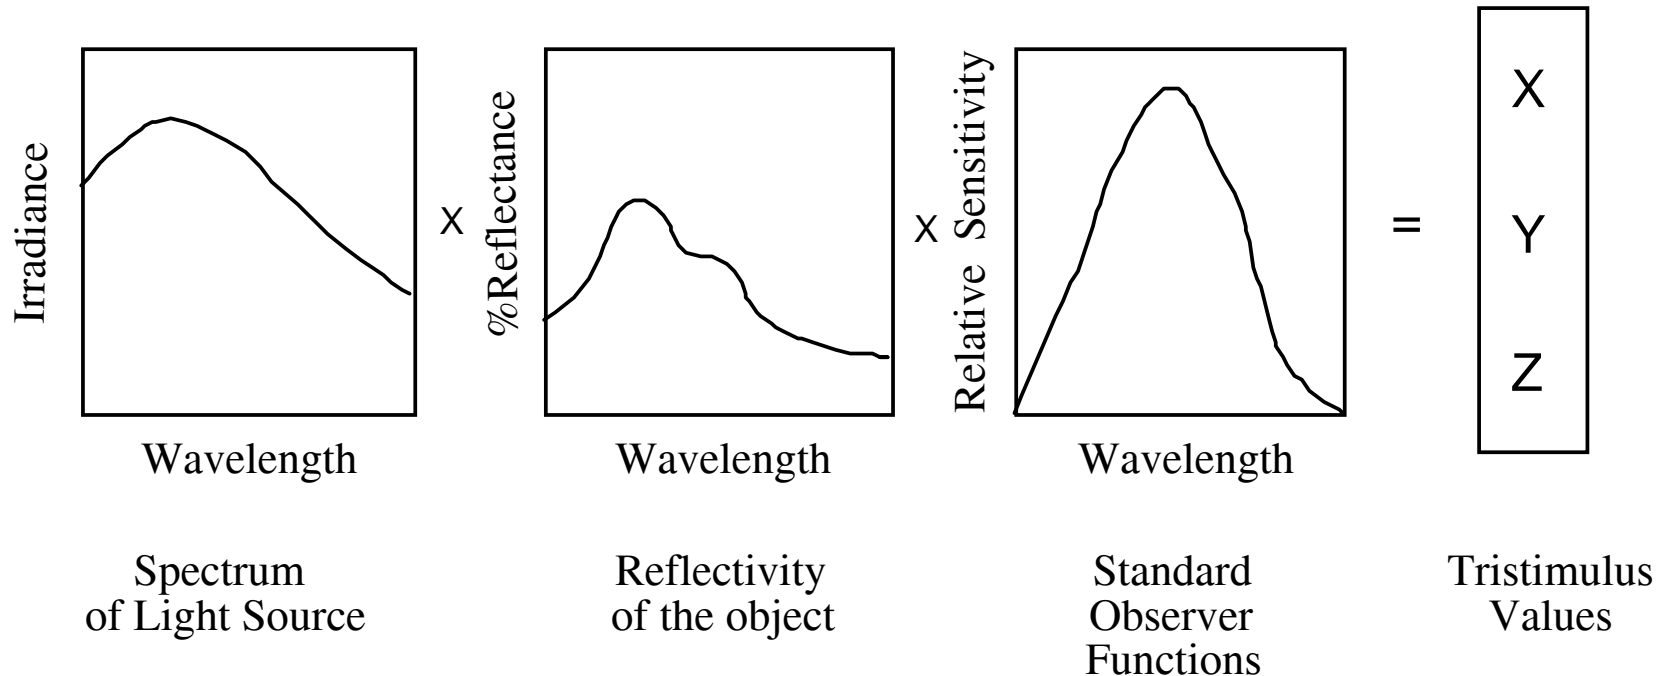 Irradiance
X
%Reflectance
X
Relative Sensitivity
=
X
Y
Z
Wavelength
Wavelength
Wavelength
Spectrum
of Light Source
Reflectivity
of the object
Standard
Observer
Functions
Tristimulus
Values